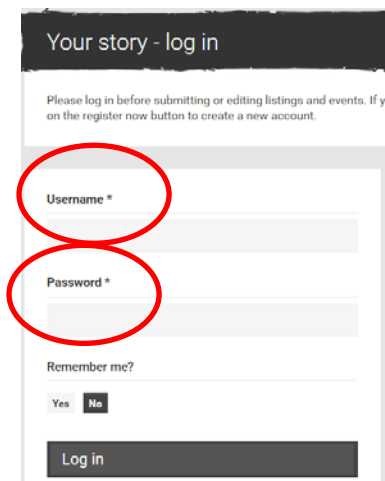 Your story - log in
Please log in before submitting or editing listings and events. If
on the register now button to create a new account.
Username *
Password *
Remember me?
Yes No
Log in